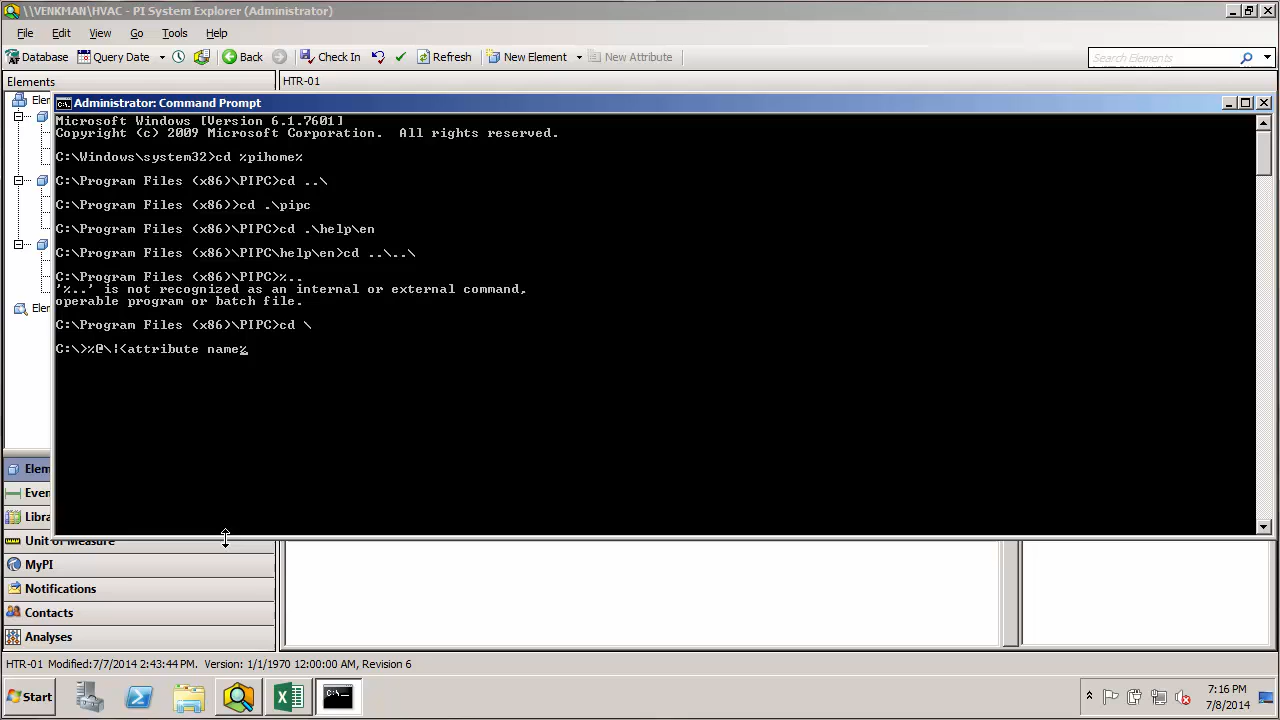 \\VENKMAN\HVAC - PI System Explorer (Administrator)
File Edit View Go Tools Help
Database Query Date Back Check In Refresh New Element New Attribute Search Elements
Elements HTR-01
Administrator: Command Prompt
Microsoft Windows [Version 6.1.7601]
Copyright (c) 2009 Microsoft Corporation. All rights reserved.
C:\Windows\system32>cd %pihome%
C:\Program Files (x86)\PIPC>cd ..\
C:\Program Files (x86)>cd .\pipc
C:\Program Files (x86)\PIPC>cd .\help\en
C:\Program Files (x86)\PIPC\help\en>cd ..\..\
C:\Program Files (x86)\PIPC>%..
'%..' is not recognized as an internal or external command,
operable program or batch file.
C:\Program Files (x86)\PIPC>cd \
C:\>%@\|<attribute name%
Elem
Even
Libra
Unit of Measure
MyPI
Notifications
Contacts
Analyses
HTR-01 Modified:7/7/2014 2:43:44 PM. Version: 1/1/1970 12:00:00 AM, Revision 6
Start
7:16 PM
7/8/2014